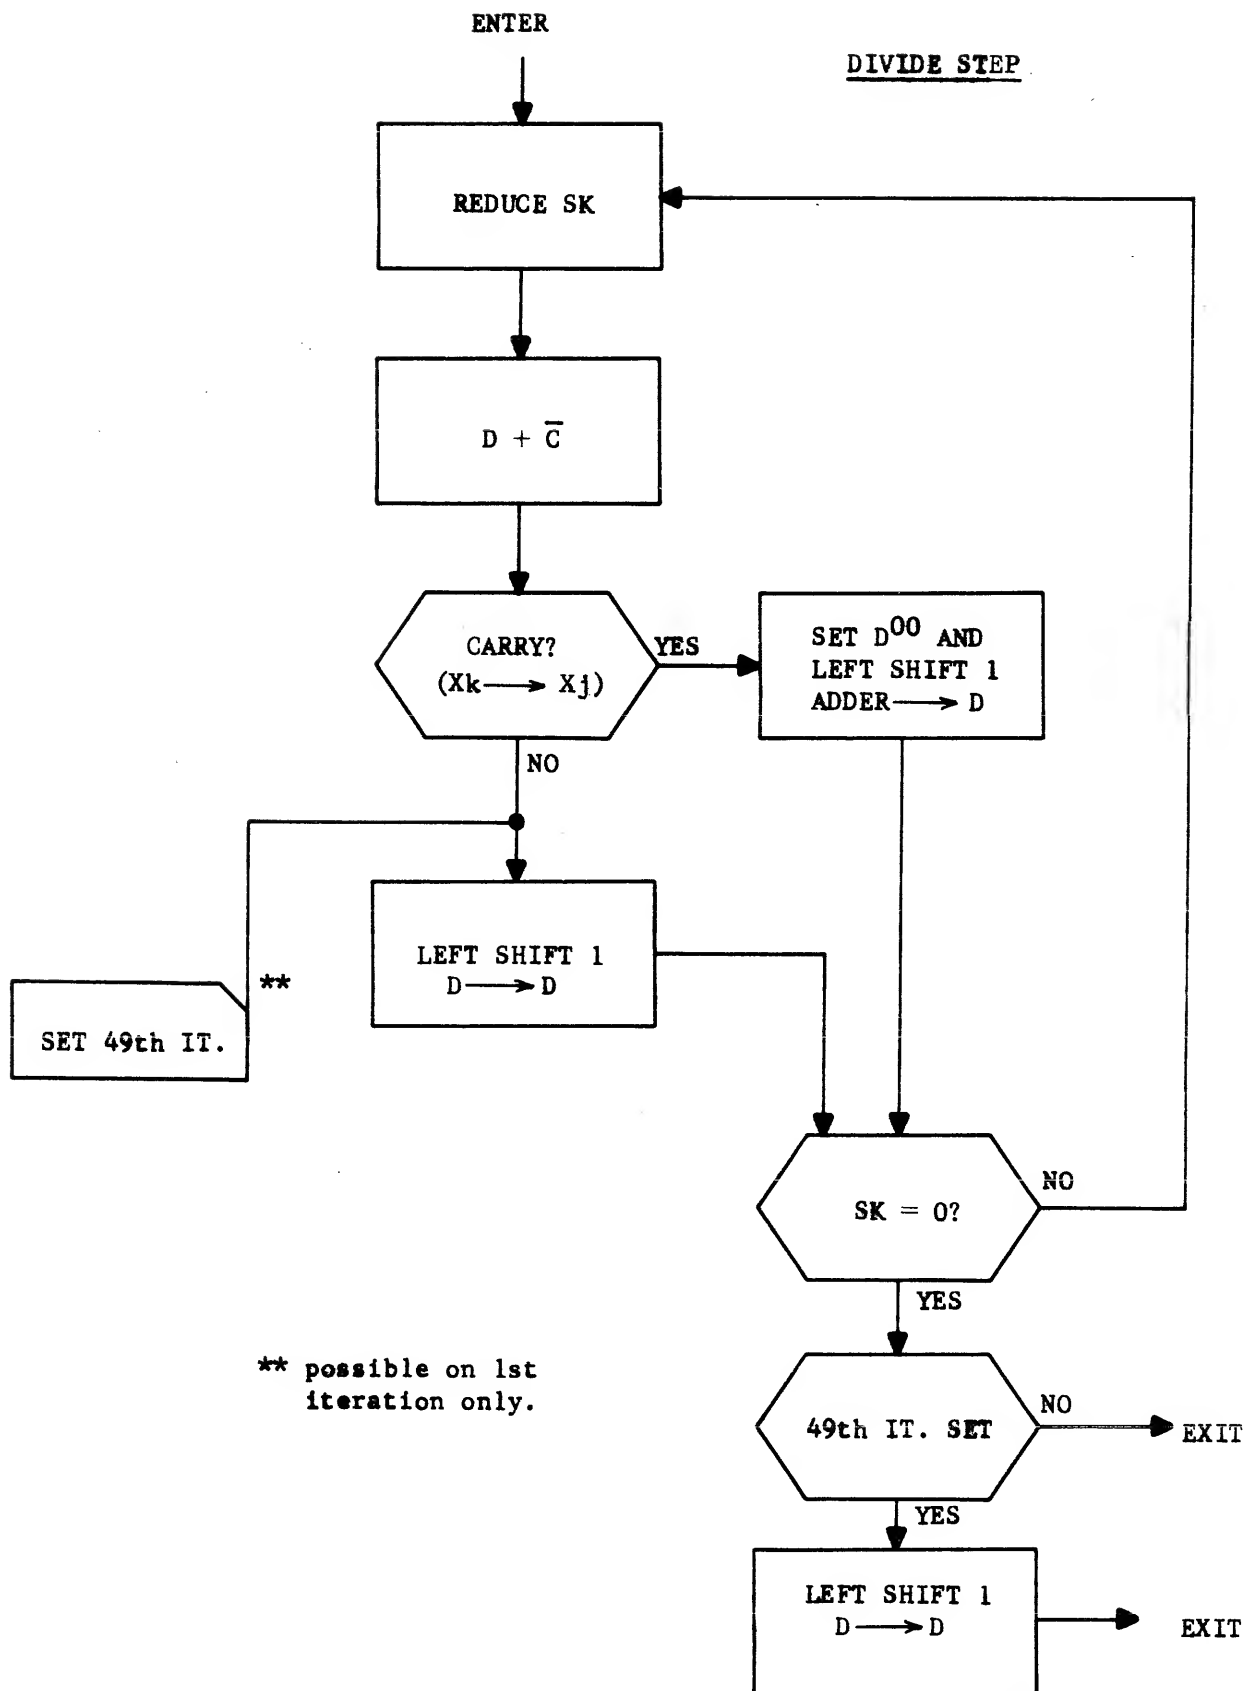 ENTER
DIVIDE STEP
REDUCE SK
D + C̅
CARRY?
(Xk⟶ Xj)
YES
SET D⁰⁰ AND
LEFT SHIFT 1
ADDER⟶ D
NO
LEFT SHIFT 1
D⟶D
**
SET 49th IT.
SK = 0?
NO
YES
** possible on 1st
iteration only.
49th IT. SET
NO
EXIT
YES
LEFT SHIFT 1
D⟶D
EXIT